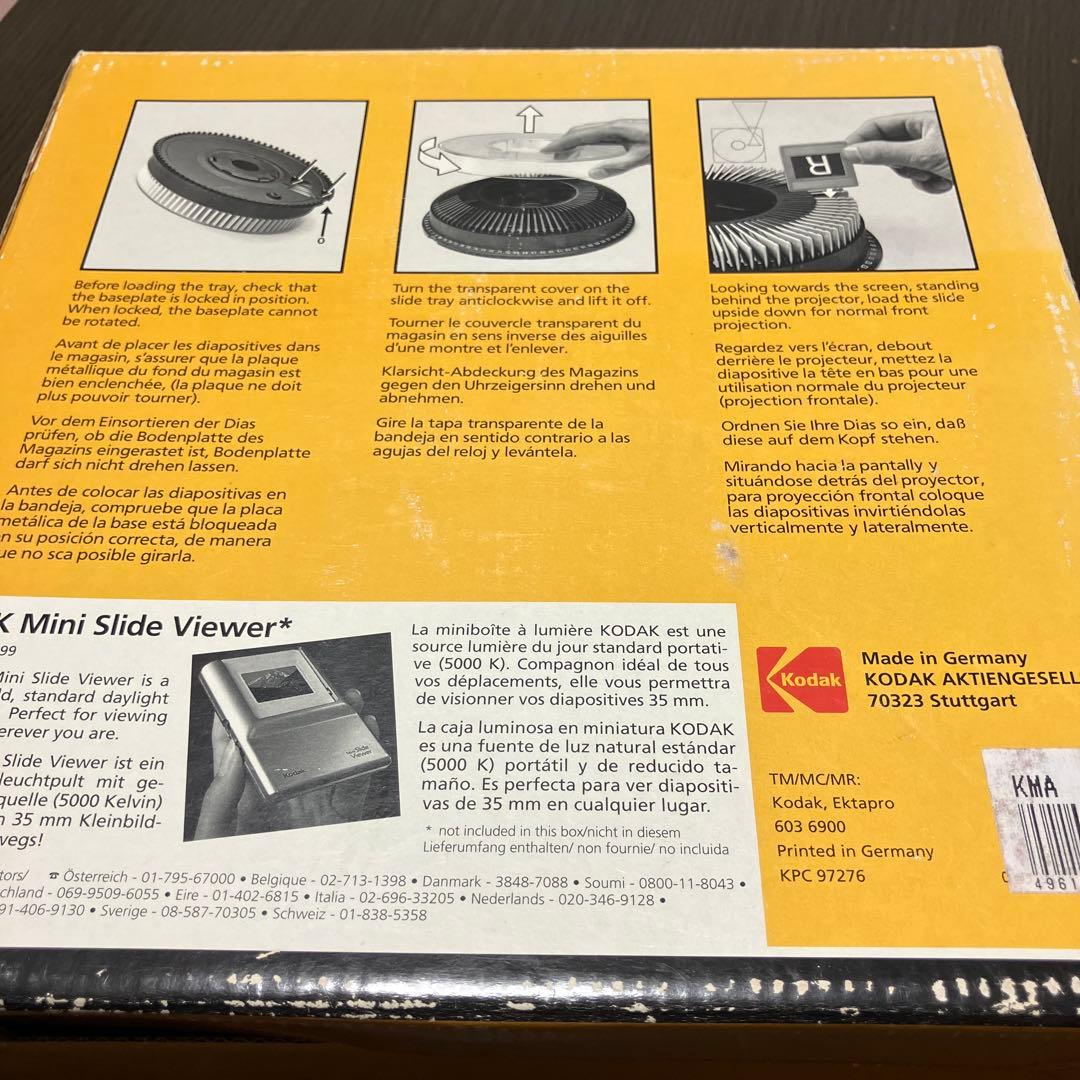 Before loading the tray, check that
the baseplate is locked in position.
When locked, the baseplate cannot
be rotated.
Avant de placer les diapositives dans
le magasin, s'assurer que la plaque
métallique du fond du magasin est
bien enclenchée, (la plaque ne doit
plus pouvoir tourner).
Vor dem Einsortieren der Dias
prüfen, ob die Bodenplatte des
Magazins eingerastet ist, Bodenplatte
darf sich nicht drehen lassen.
Antes de colocar las diapositivas en
la bandeja, compruebe que la placa
metálica de la base está bloqueada
n su posición correcta, de manera
ue no sca posible girarla.
Turn the transparent cover on the
slide tray anticlockwise and lift it off.
Tourner le couvercle transparent du
magasin en sens inverse des aiguilles
d'une montre et l'enlever.
Klarsicht-Abdeckung des Magazins
gegen den Uhrzeigersinn drehen und
abnehmen.
Gire la tapa transparente de la
bandeja en sentido contrario a las
agujas del reloj y levántela.
R
Looking towards the screen, standing
behind the projector, load the slide
upside down for normal front
projection.
Regardez vers l'écran, debout
derrière le projecteur, mettez la
diapositive la tête en bas pour une
utilisation normale du projecteur
(projection frontale).
Ordnen Sie Ihre Dias so ein, daß
diese auf dem Kopf stehen.
Mirando hacia la pantally y
situándose detrás del proyector,
para proyección frontal coloque
las diapositivas invirtiéndolas
verticalmente y lateralmente.
K Mini Slide Viewer*
99
Mini Slide Viewer is a
ld, standard daylight
Perfect for viewing
erever you are.
Slide Viewer ist ein
leuchtpult mit ge-
quelle (5000 Kelvin)
n 35 mm Kleinbild-
wegs!
Kodak
Mini Slide
Viewer
La miniboîte à lumière KODAK est une
source lumière du jour standard portati-
ve (5000 K). Compagnon idéal de tous
vos déplacements, elle vous permettra
de visionner vos diapositives 35 mm.
La caja luminosa en miniatura KODAK
es una fuente de luz natural estándar
(5000 K) portátil y de reducido ta-
maño. Es perfecta para ver diapositi-
vas de 35 mm en cualquier lugar.
* not included in this box/nicht in diesem
Lieferumfang enthalten/ non fournie/ no incluida
tors/ ☎ Österreich - 01-795-67000 • Belgique - 02-713-1398 • Danmark - 3848-7088 • Soumi - 0800-11-8043 •
chland - 069-9509-6055 • Eire - 01-402-6815 • Italia - 02-696-33205 • Nederlands - 020-346-9128 •
91-406-9130 • Sverige - 08-587-70305 • Schweiz - 01-838-5358
Kodak
Made in Germany
KODAK AKTIENGESELL
70323 Stuttgart
TM/MC/MR:
Kodak, Ektapro
603 6900
Printed in Germany
KPC 97276
KMA
4961